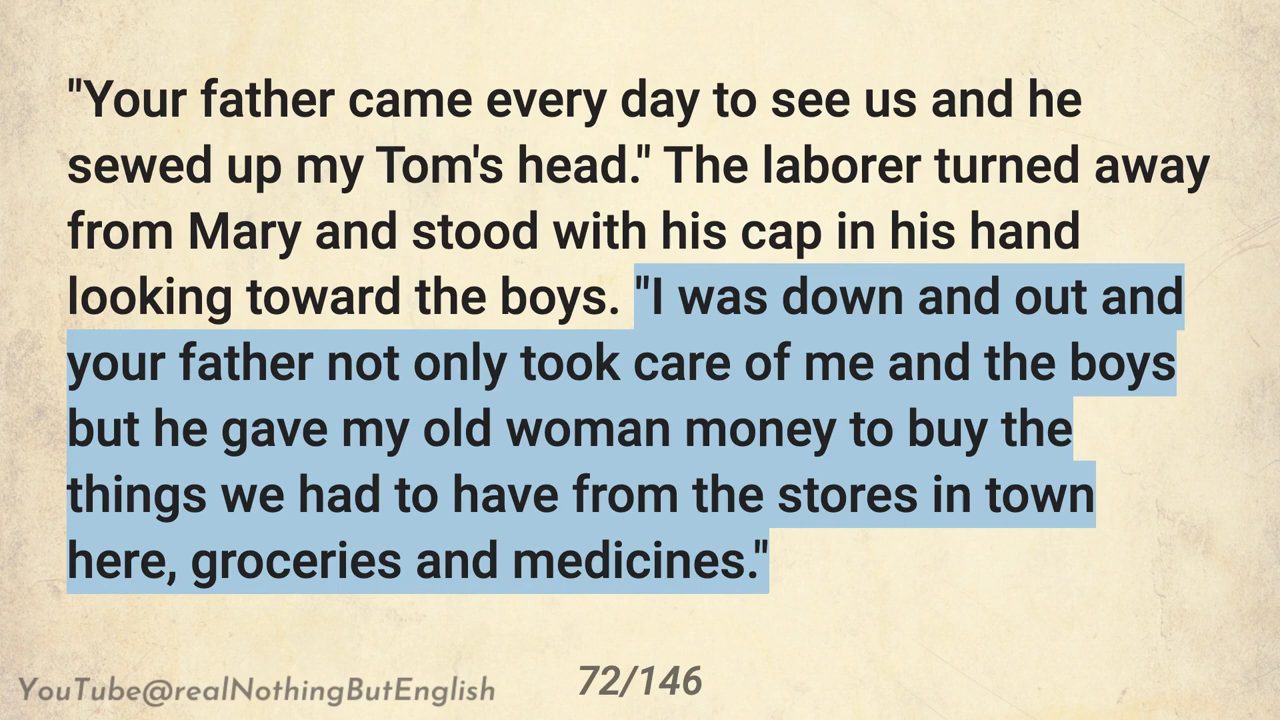 "Your father came every day to see us and he
sewed up my Tom's head." The laborer turned away
from Mary and stood with his cap in his hand
looking toward the boys. "I was down and out and
your father not only took care of me and the boys
but he gave my old woman money to buy the
things we had to have from the stores in town
here, groceries and medicines."
YouTube@realNothingButEnglish
72/146